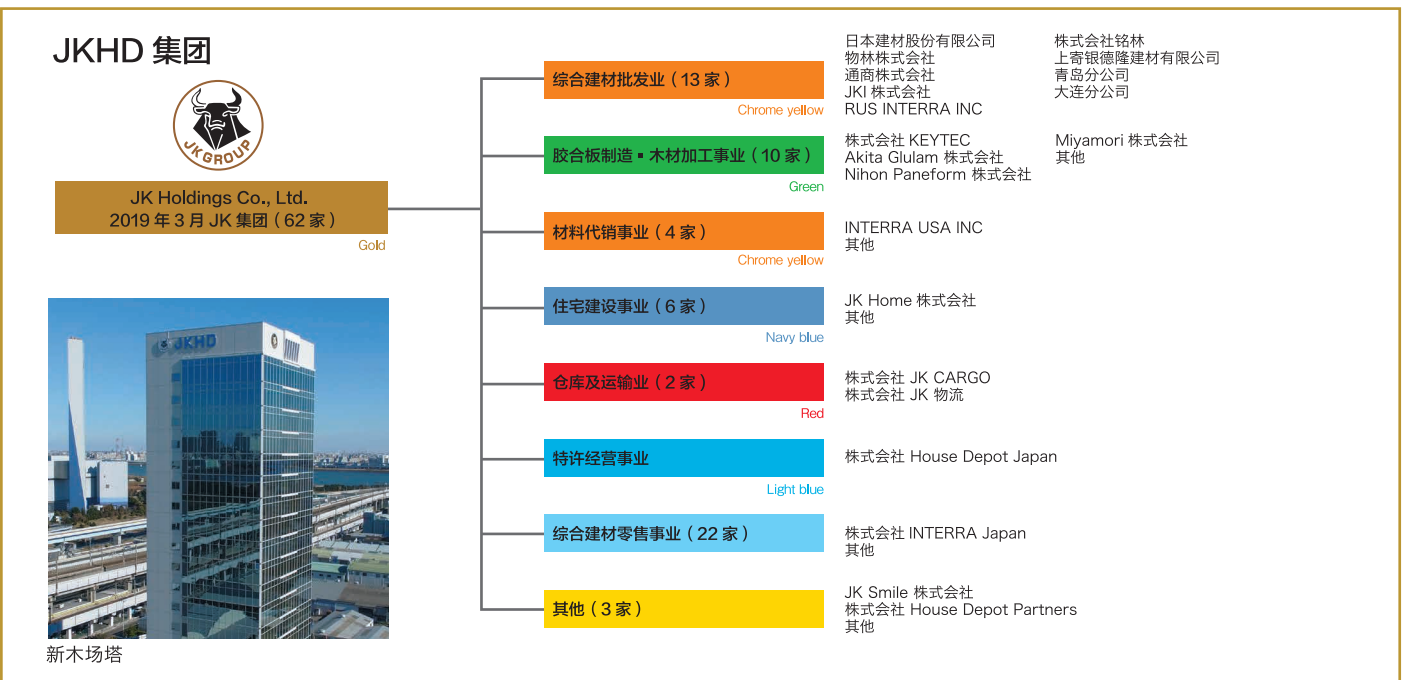 JKHD 集团
JK GROUP
JK Holdings Co., Ltd.
2019 年 3 月 JK 集团（62 家）
Gold
JKHD
新木场塔
综合建材批发业（13 家）
Chrome yellow
日本建材股份有限公司
物林株式会社
通商株式会社
JKI 株式会社
RUS INTERRA INC
株式会社铭林
上寄银德隆建材有限公司
青岛分公司
大连分公司
胶合板制造▪木材加工事业（10 家）
Green
株式会社 KEYTEC
Akita Glulam 株式会社
Nihon Paneform 株式会社
Miyamori 株式会社
其他
材料代销事业（4 家）
Chrome yellow
INTERRA USA INC
其他
住宅建设事业（6 家）
Navy blue
JK Home 株式会社
其他
仓库及运输业（2 家）
Red
株式会社 JK CARGO
株式会社 JK 物流
特许经营事业
Light blue
株式会社 House Depot Japan
综合建材零售事业（22 家）
株式会社 INTERRA Japan
其他
其他（3 家）
JK Smile 株式会社
株式会社 House Depot Partners
其他